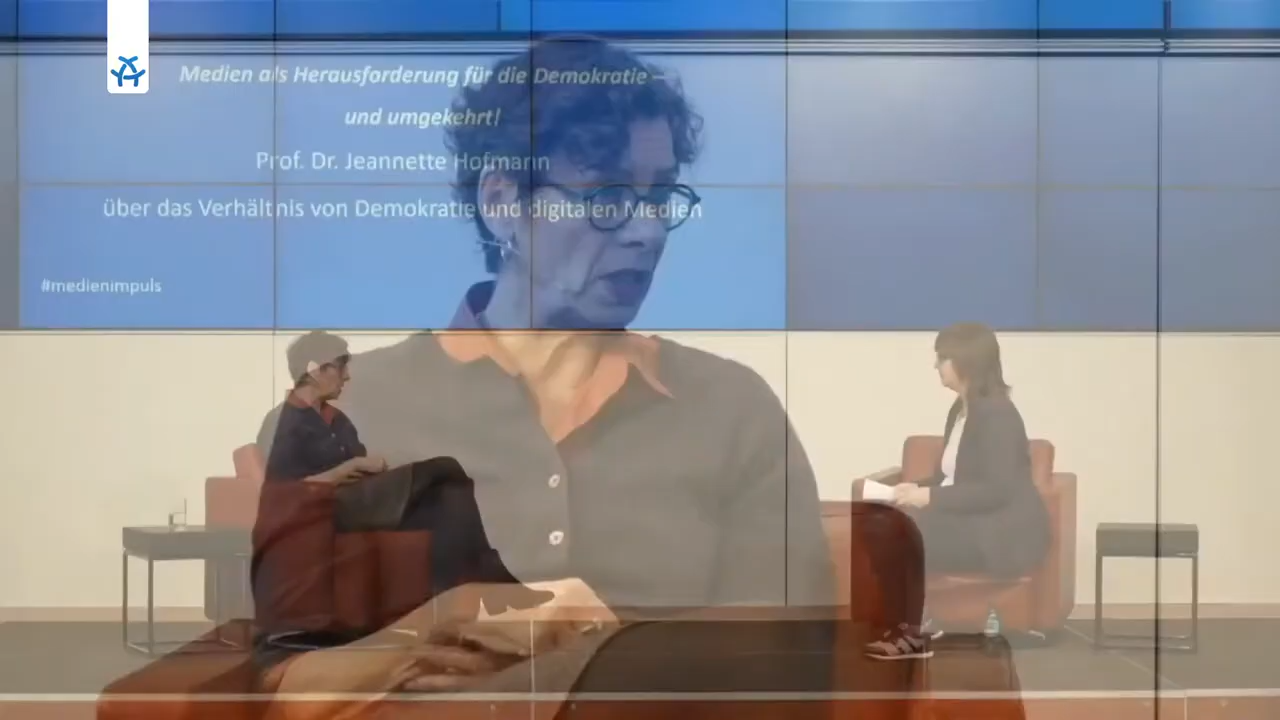 Medien als Herausforderung für die Demokratie –
und umgekehrt!
Prof. Dr. Jeannette Hofmann
über das Verhältnis von Demokratie und digitalen Medien
#medienimpuls